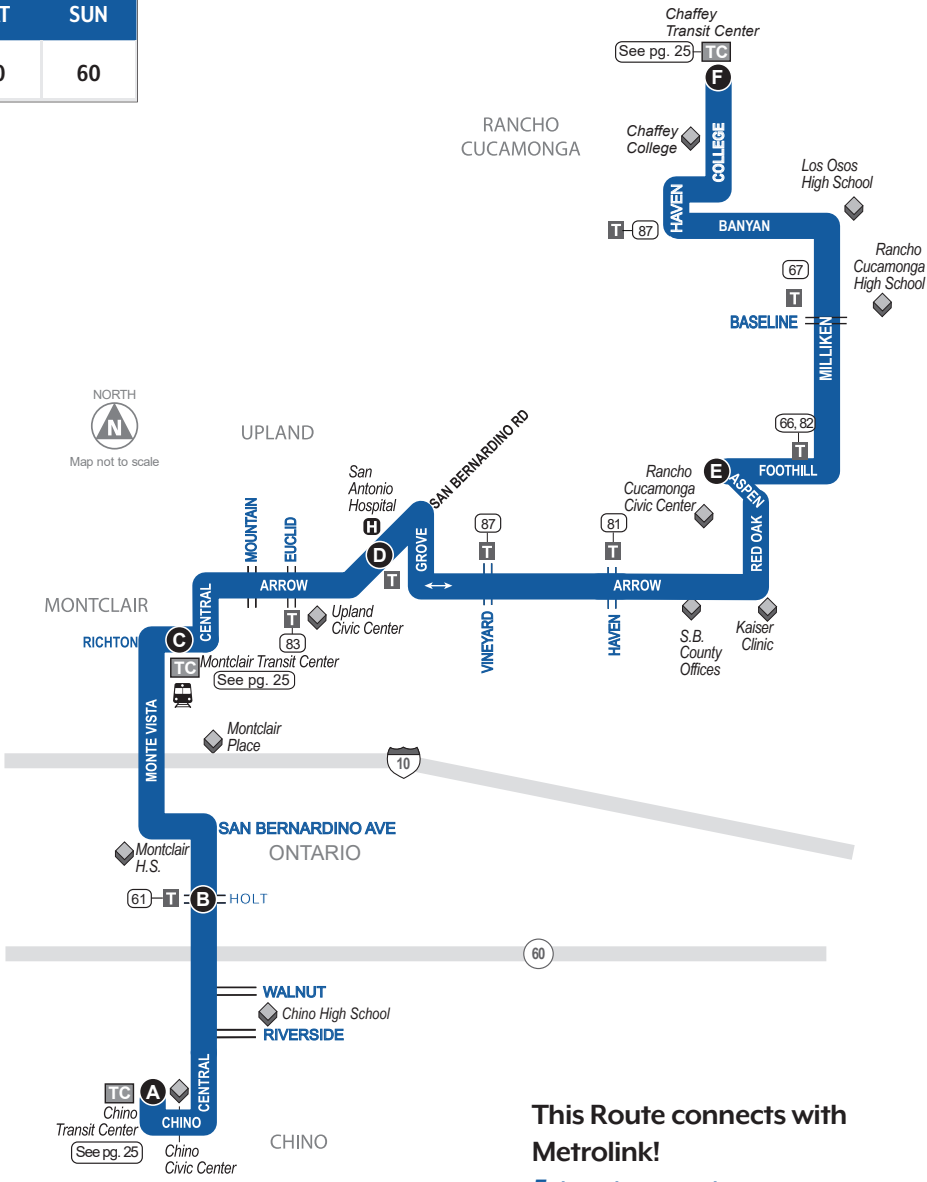 SUN
60
Chaffey
Transit Center
See pg. 25
TC
F
RANCHO
CUCAMONGA
Chaffey
College
COLLEGE
Los Osos
High School
HAVEN
T
87
BANYAN
67
T
Rancho
Cucamonga
High School
BASELINE
MILLIKEN
NORTH
N
Map not to scale
UPLAND
SAN BERNARDINO RD
66, 82
T
San
Antonio
Hospital
H
Rancho
Cucamonga
Civic Center
E
ASPEN
FOOTHILL
MOUNTAIN
EUCLID
D
GROVE
87
T
81
T
RED OAK
T
ARROW
ARROW
MONTCLAIR
CENTRAL
T
83
Upland
Civic Center
VINEYARD
HAVEN
S.B.
County
Offices
Kaiser
Clinic
RICHTON
C
TC
Montclair Transit Center
See pg. 25
MONTE VISTA
Montclair
Place
10
SAN BERNARDINO AVE
ONTARIO
Montclair
H.S.
61
T
B
HOLT
60
WALNUT
Chino High School
RIVERSIDE
CENTRAL
TC
A
Chino
Transit Center
See pg. 25
CHINO
Chino
Civic Center
CHINO
This Route connects with
Metrolink!